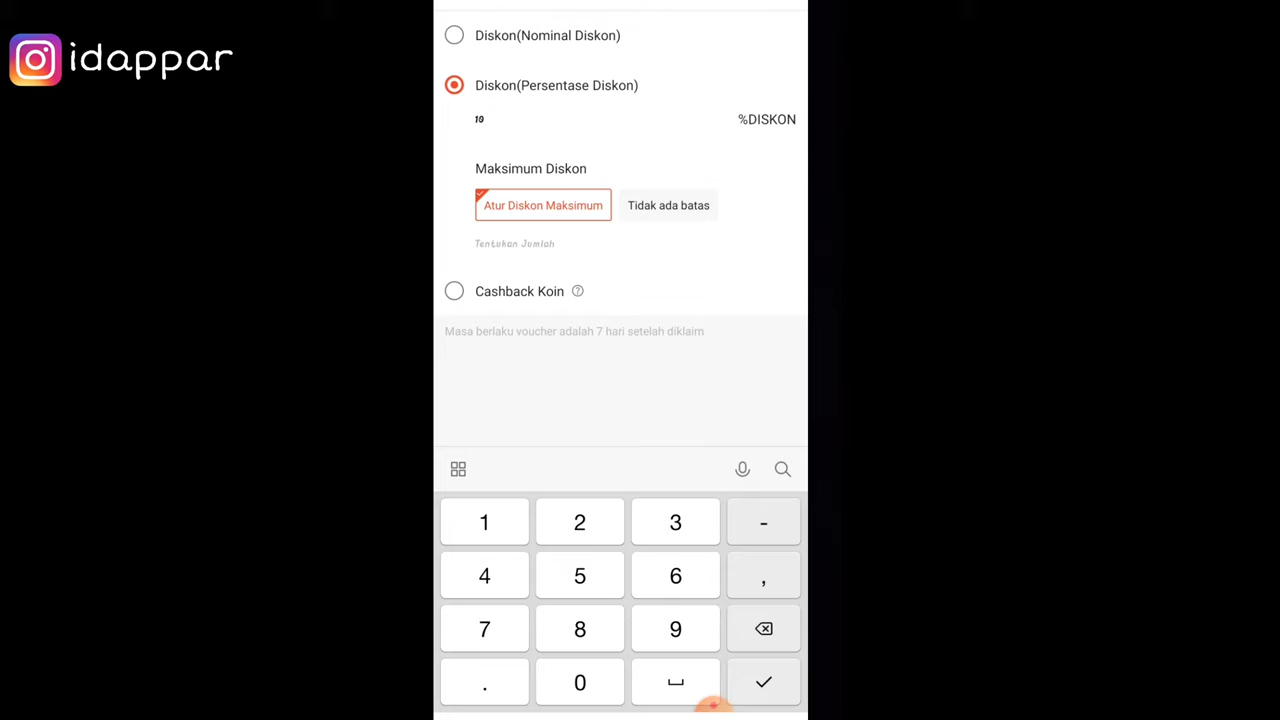 idappar
Diskon(Nominal Diskon)
Diskon(Persentase Diskon)
10 %DISKON
Maksimum Diskon
Atur Diskon Maksimum Tidak ada batas
Tentukan Jumlah
Cashback Koin ?
Masa berlaku voucher adalah 7 hari setelah diklaim
1 2 3 -
4 5 6 ,
7 8 9
. 0